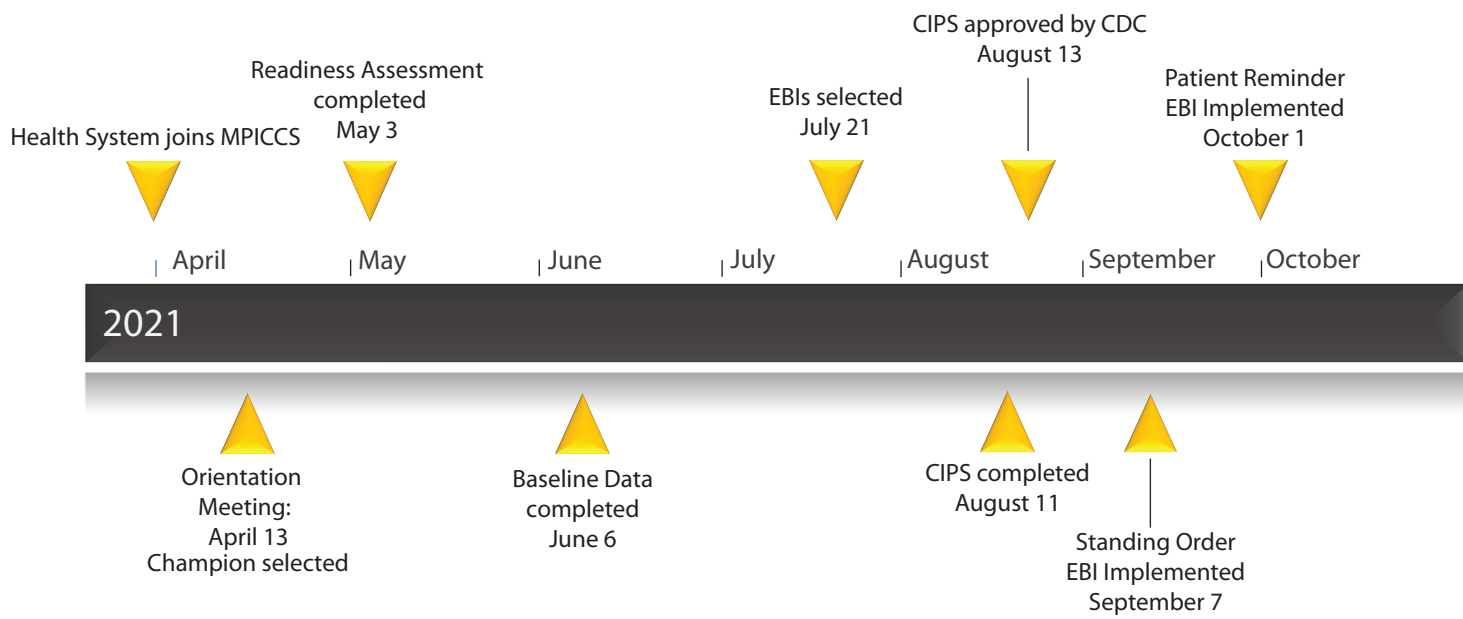 CIPS approved by CDC
August 13
Readiness Assessment
completed
May 3
Patient Reminder
EBI Implemented
October 1
EBIs selected
July 21
Health System joins MPICCS
April
May
June
July
August
September
October
2021
Orientation
Meeting:
April 13
Champion selected
Baseline Data
completed
June 6
CIPS completed
August 11
Standing Order
EBI Implemented
September 7